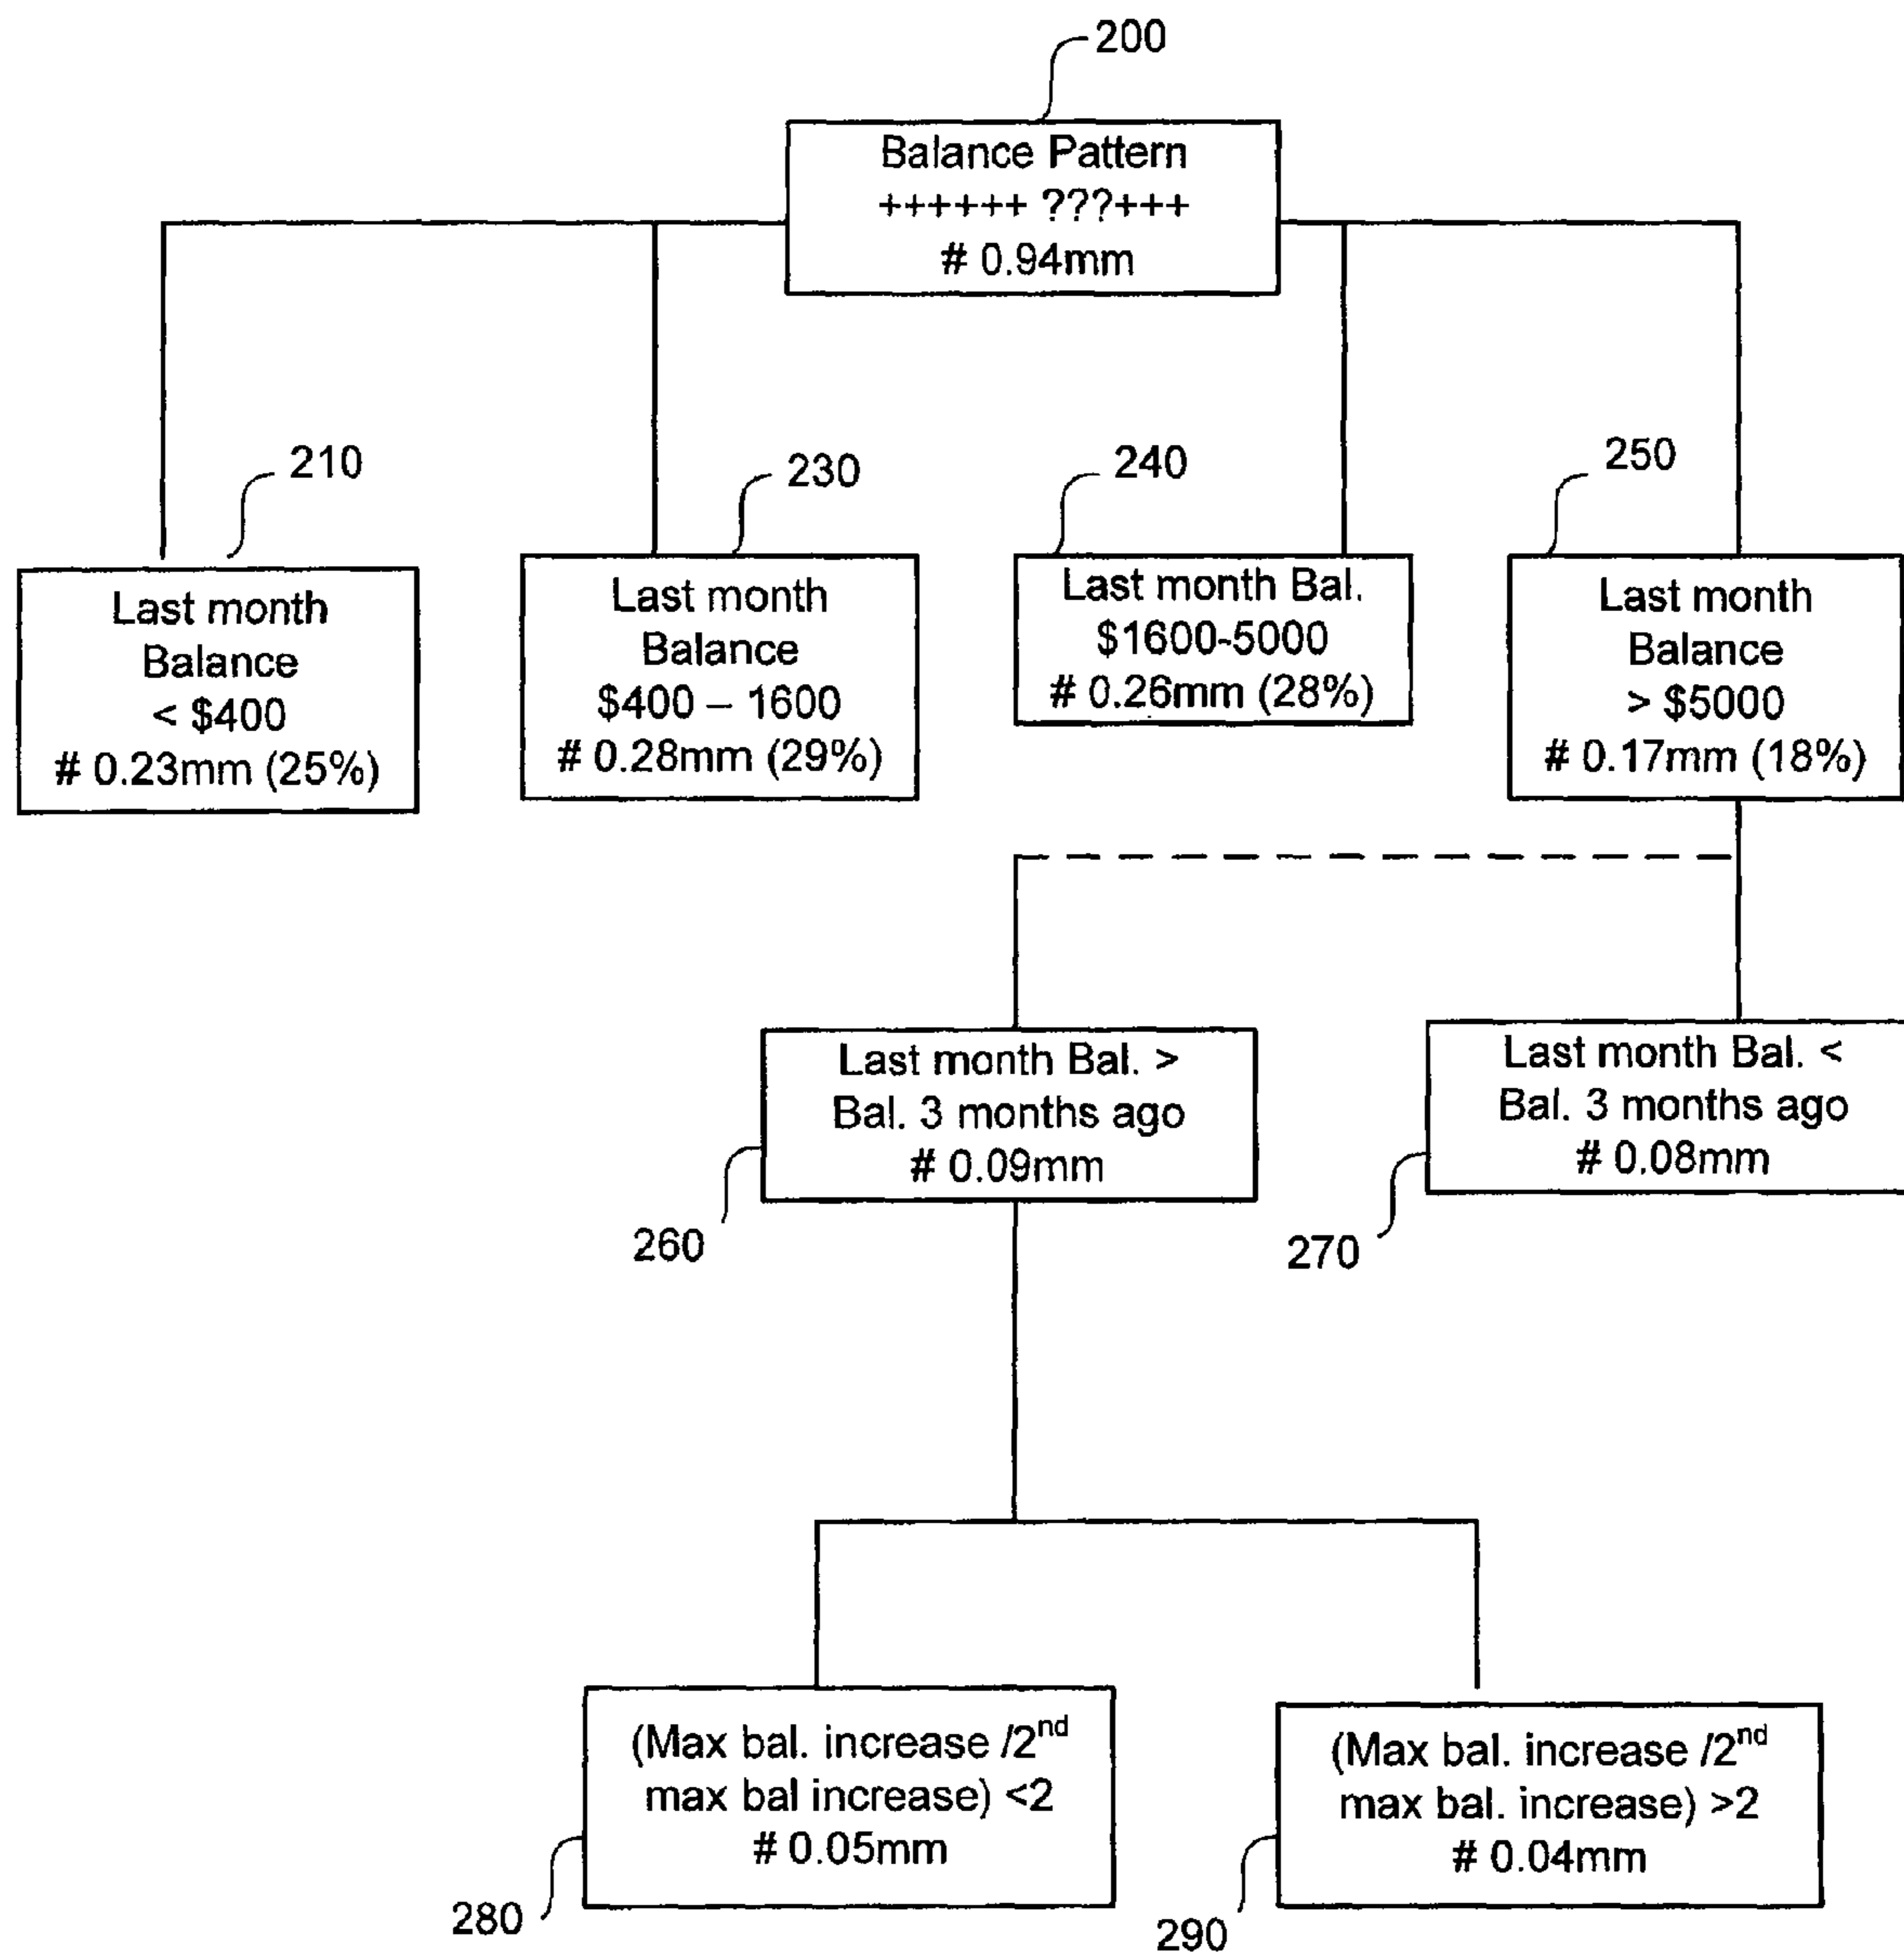 200
Balance Pattern
++++++ ???+++
# 0.94mm
210
230
240
250
Last month
Balance
< $400
# 0.23mm (25%)
Last month
Balance
$400 – 1600
# 0.28mm (29%)
Last month Bal.
$1600-5000
# 0.26mm (28%)
Last month
Balance
> $5000
# 0.17mm (18%)
Last month Bal. >
Bal. 3 months ago
# 0.09mm
260
Last month Bal. <
Bal. 3 months ago
# 0.08mm
270
(Max bal. increase /2nd
max bal increase) <2
# 0.05mm
280
(Max bal. increase /2nd
max bal. increase) >2
# 0.04mm
290